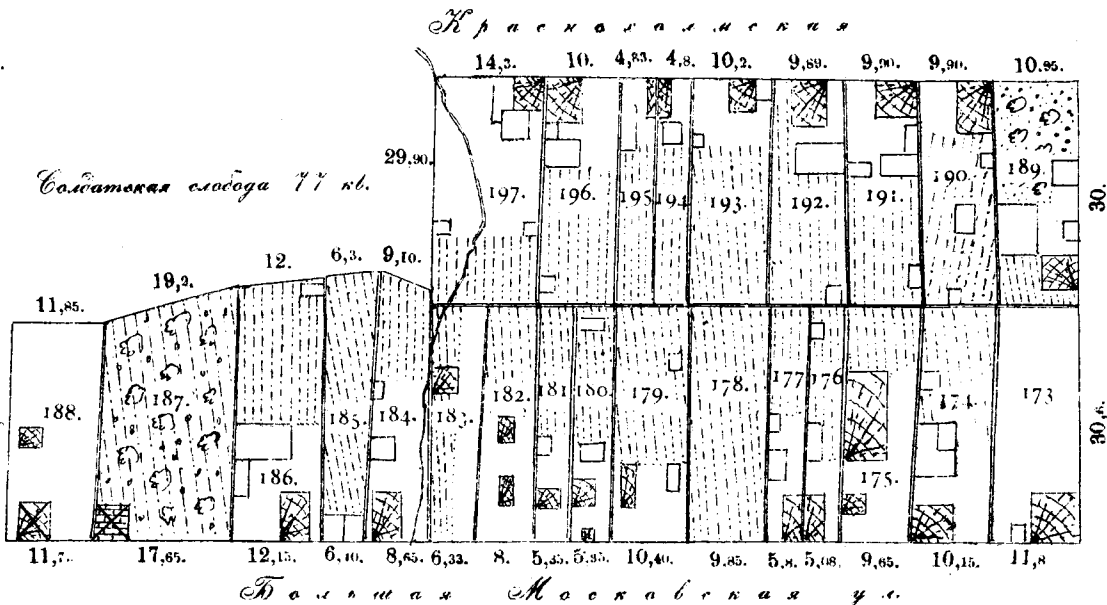 Краснохолмская
14,3. 10. 4,83. 4,8. 10,2. 9,89. 9,90. 9,90. 10,95.
29,90.
Солдатская слобода 77 кв.
197. 196. 195 194 193. 192. 191. 190. 189.
30.
11,85. 19,2. 12. 6,3. 9,10.
188. 187. 186. 185. 184. 183. 182. 181 180. 179. 178. 177 176 175. 174. 173
30,6.
17,65. 12,15. 6,40. 8,65. 6,33. 8. 5,35. 5,35. 10,40. 9,85. 5,8. 5,08. 9,65. 10,15. 11,8
Большая Московская ул.